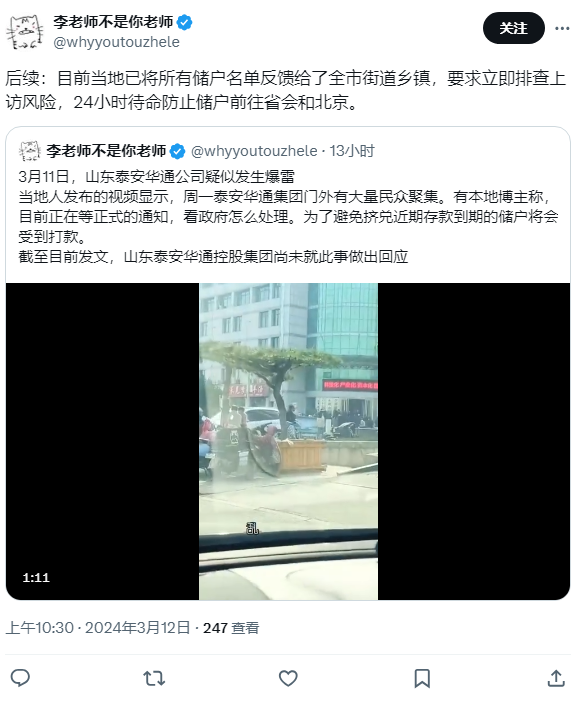 李老师不是你老师
@whyyoutouzhele
关注
后续：目前当地已将所有储户名单反馈给了全市街道乡镇，要求立即排查上
访风险，24小时待命防止储户前往省会和北京。
李老师不是你老师 @whyyoutouzhele · 13小时
3月11日，山东泰安华通公司疑似发生爆雷
当地人发布的视频显示，周一泰安华通集团门外有大量民众聚集。有本地博主称，
目前正在等正式的通知，看政府怎么处理。为了避免挤兑近期存款到期的储户将会
受到打款。
截至目前发文，山东泰安华通控股集团尚未就此事做出回应
乱
1:11
上午10:30 · 2024年3月12日 · 247 查看